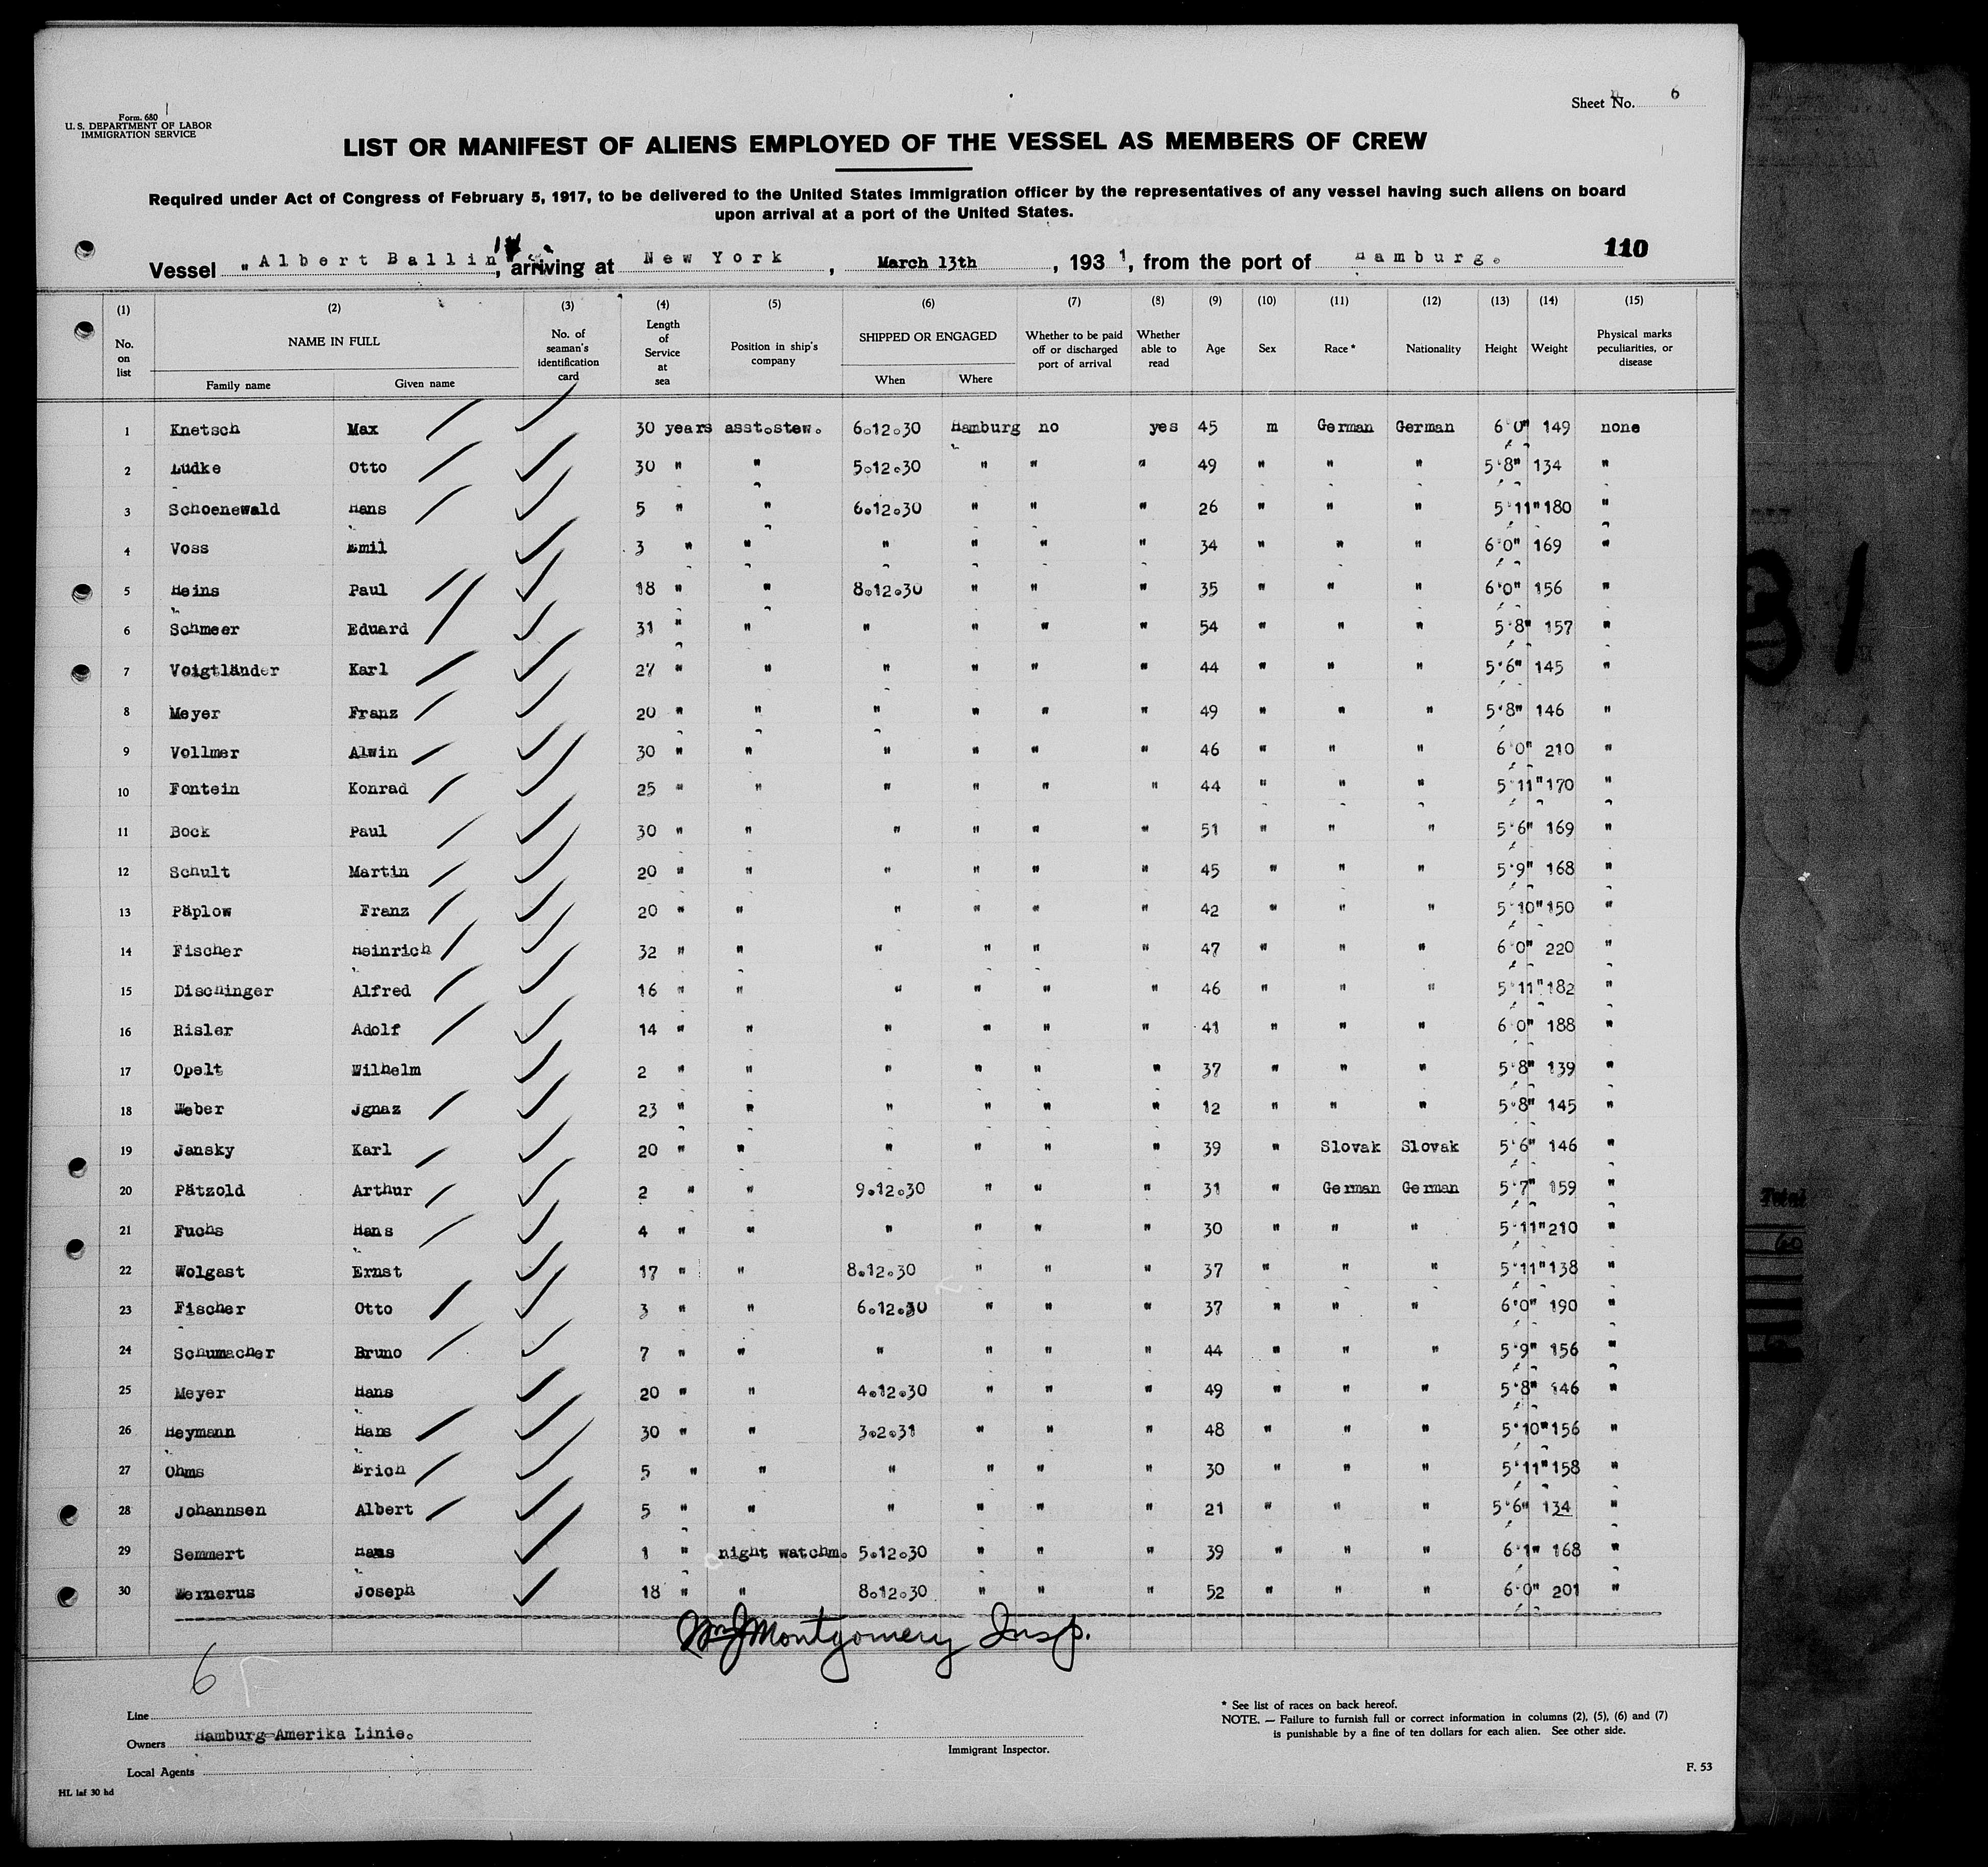 Form. 680
U. S. DEPARTMENT OF LABOR
IMMIGRATION SERVICE
Sheet No. 6
LIST OR MANIFEST OF ALIENS EMPLOYED OF THE VESSEL AS MEMBERS OF CREW
Required under Act of Congress of February 5, 1917, to be delivered to the United States Immigration officer by the representatives of any vessel having such aliens on board
upon arrival at a port of the United States.
110
Vessel "Albert Ballin", arriving at New York, March 13th, 1931, from the port of Hamburg.
(1) (2) (3) (4) (5) (6) (7) (8) (9) (10) (11) (12) (13) (14) (15)
No. on list NAME IN FULL Family name Given name No. of seaman's identification card Length of Service at sea Position in ship's company SHIPPED OR ENGAGED When Where Whether to be paid off or discharged port of arrival Whether able to read Age Sex Race * Nationality Height Weight Physical marks peculiarities, or disease
1 Knetsch Max 30 years asst.stew. 6.12.30 Hamburg no yes 45 m German German 6'0" 149 none
2 Lüdke Otto 30 " " 5.12.30 " " " 49 " " " 5'8" 134 "
3 Schoenewald Hans 5 " " 6.12.30 " " " 26 " " " 5'11" 180 "
4 Voss Emil 3 " " " " " " 34 " " " 6'0" 169 "
5 Heins Paul 18 " " 8.12.30 " " " 35 " " " 6'0" 156 "
6 Schmeer Eduard 31 " " " " " " 54 " " " 5'8" 157 "
7 Voigtländer Karl 27 " " " " " " 44 " " " 5'6" 145 "
8 Meyer Franz 20 " " " " " " 49 " " " 5'8" 146 "
9 Vollmer Alwin 30 " " " " " " 46 " " " 6'0" 210 "
10 Fontein Konrad 25 " " " " " " 44 " " " 5'11" 170 "
11 Bock Paul 30 " " " " " " 51 " " " 5'6" 169 "
12 Schult Martin 20 " " " " " " 45 " " " 5'9" 168 "
13 Päplow Franz 20 " " " " " " 42 " " " 5'10" 150 "
14 Fischer Heinrich 32 " " " " " " 47 " " " 6'0" 220 "
15 Dischinger Alfred 16 " " " " " " 46 " " " 5'11" 182 "
16 Risler Adolf 14 " " " " " " 41 " " " 6'0" 188 "
17 Opelt Wilhelm 2 " " " " " " 37 " " " 5'8" 139 "
18 Weber Jgnaz 23 " " " " " " 12 " " " 5'8" 145 "
19 Jansky Karl 20 " " " " " " 39 " Slovak Slovak 5'6" 146 "
20 Pätzold Arthur 2 " " 9.12.30 " " " 31 " German German 5'7" 159 "
21 Fuchs Hans 4 " " " " " " 30 " " " 5'11" 210 "
22 Wolgast Ernst 17 " " 8.12.30 " " " 37 " " " 5'11" 138 "
23 Fischer Otto 3 " " 6.12.30 " " " 37 " " " 6'0" 190 "
24 Schumacher Bruno 7 " " " " " " 44 " " " 5'9" 156 "
25 Meyer Hans 20 " " 4.12.30 " " " 49 " " " 5'8" 146 "
26 Heymann Hans 30 " " 3.2.31 " " " 48 " " " 5'10" 156 "
27 Ohms Erich 5 " " " " " " 30 " " " 5'11" 158 "
28 Johannsen Albert 5 " " " " " " 21 " " " 5'6" 134 "
29 Semmert Hans 1 " night watchm. 5.12.30 " " " 39 " " " 6'1" 168 "
30 Wernerus Joseph 18 " " 8.12.30 " " " 52 " " " 6'0" 201 "
Wm J Montgomery Insp.
6
Line
Owners Hamburg-Amerika Linie.
Local Agents
Immigrant Inspector.
* See list of races on back hereof.
NOTE. — Failure to furnish full or correct information in columns (2), (5), (6) and (7)
is punishable by a fine of ten dollars for each alien. See other side.
F. 53
HL laf 30 hd
31
Total